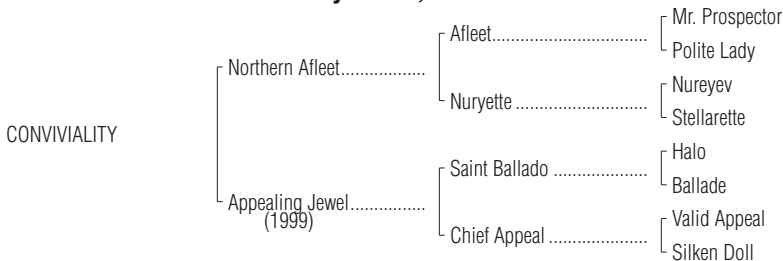 Mr. Prospector
Afleet......................................
Polite Lady
Northern Afleet..................
Nureyev
Nuryette ................................
Stellarette
CONVIVIALITY
Halo
Saint Ballado .......................
Ballade
Appealing Jewel................
(1999)
Valid Appeal
Chief Appeal ........................
Silken Doll